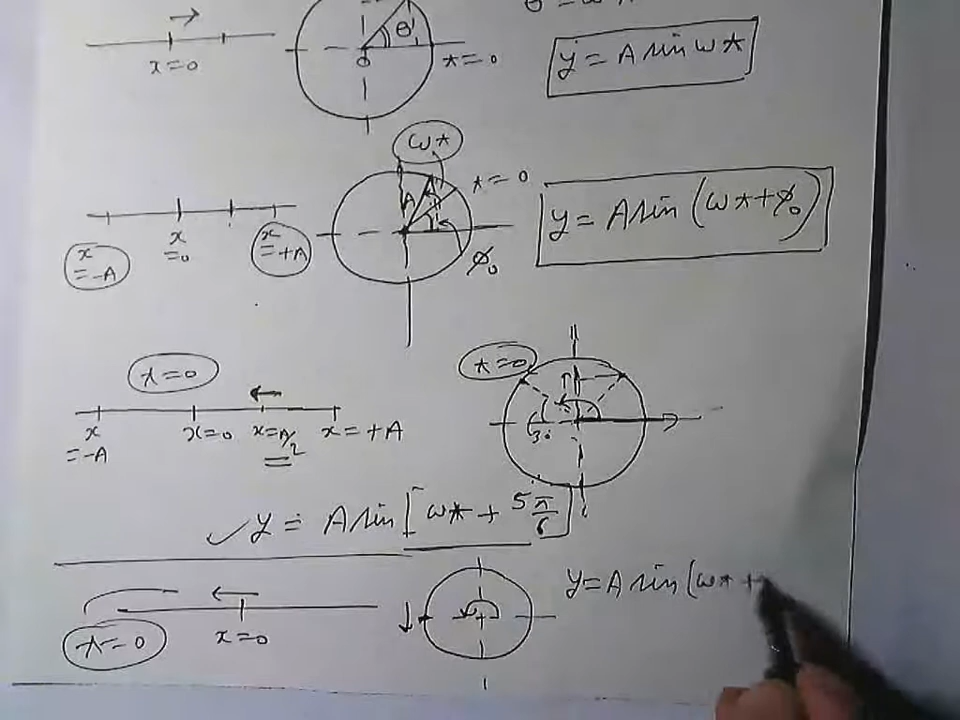 x=0
θ
t=0
y = A sin ωt
ωt
A
t=0
y = A sin (ωt+φ₀)
φ₀
x = -A
x = 0
x = +A
t=0
t=0
x = -A
x=0
x=A/2
x=+A
30
y = A sin [ωt + 5π/6]
y=A sin(ωt +
t=0
x=0